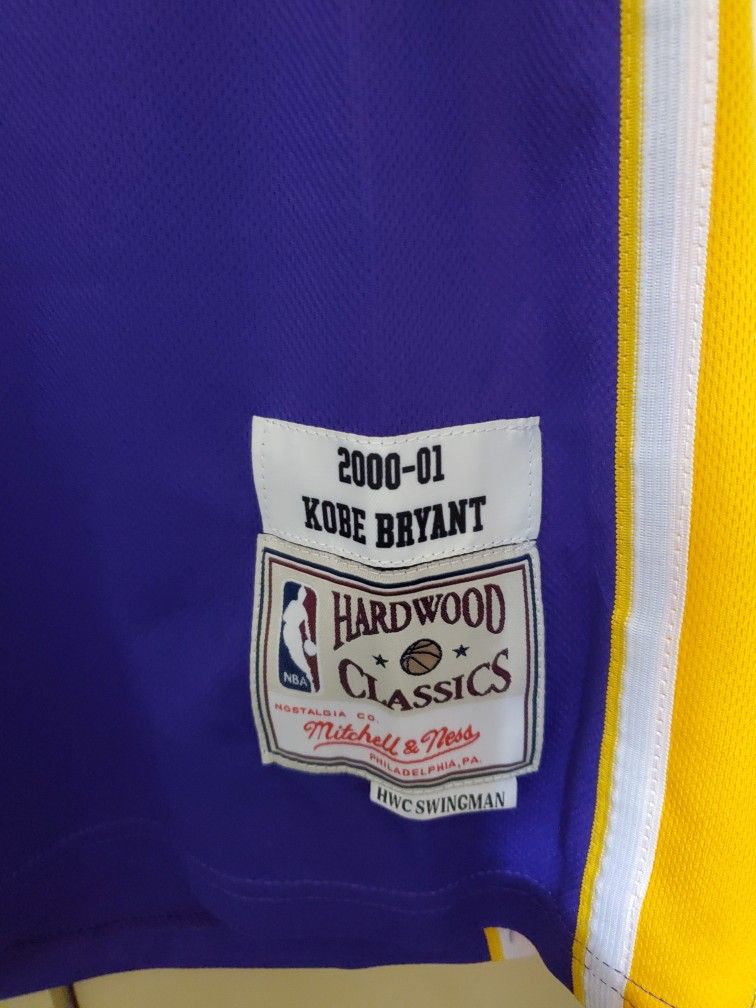 2000-01
KOBE BRYANT
HARDWOOD
CLASSICS
NBA
NOSTALGIA CO.
Mitchell & Ness
PHILADELPHIA, PA.
HWC SWINGMAN